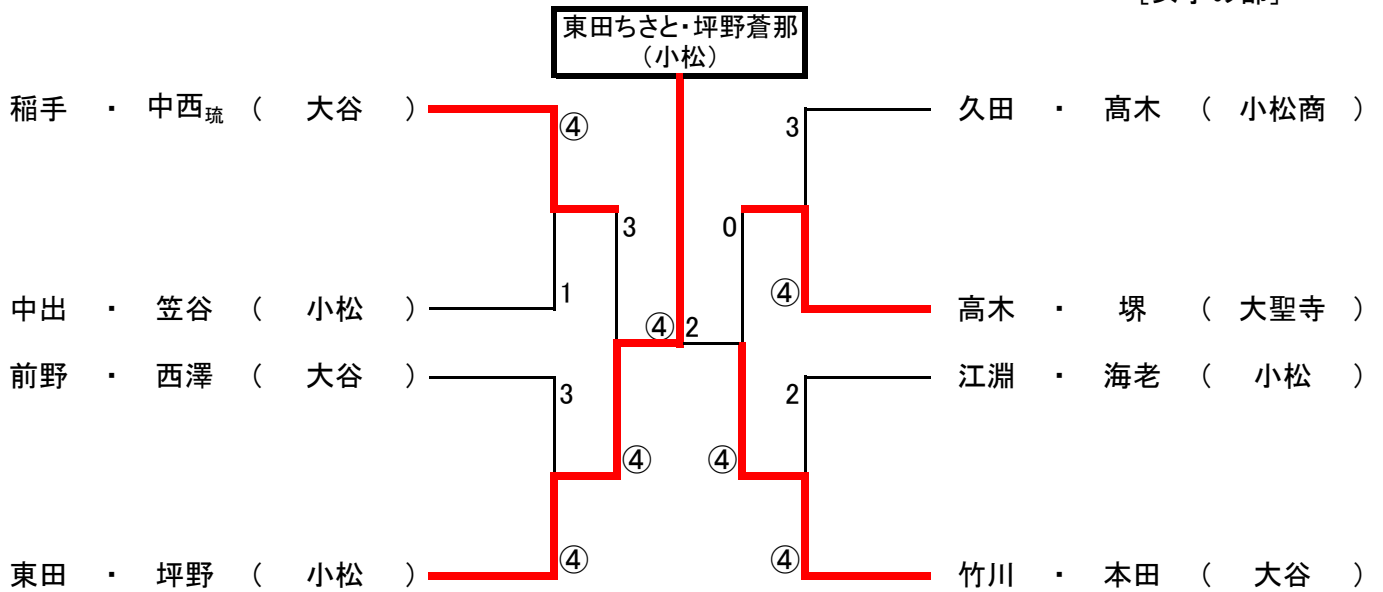 東田ちさと・坪野蒼那
(小松)
稲手 ・ 中西琉 ( 大谷 )
④
3
久田 ・ 髙木 ( 小松商 )
3
0
中出 ・ 笠谷 ( 小松 )
1
④
高木 ・ 堺 ( 大聖寺 )
④ 2
前野 ・ 西澤 ( 大谷 )
3
2
江淵 ・ 海老 ( 小松 )
④
④
東田 ・ 坪野 ( 小松 )
④
④
竹川 ・ 本田 ( 大谷 )